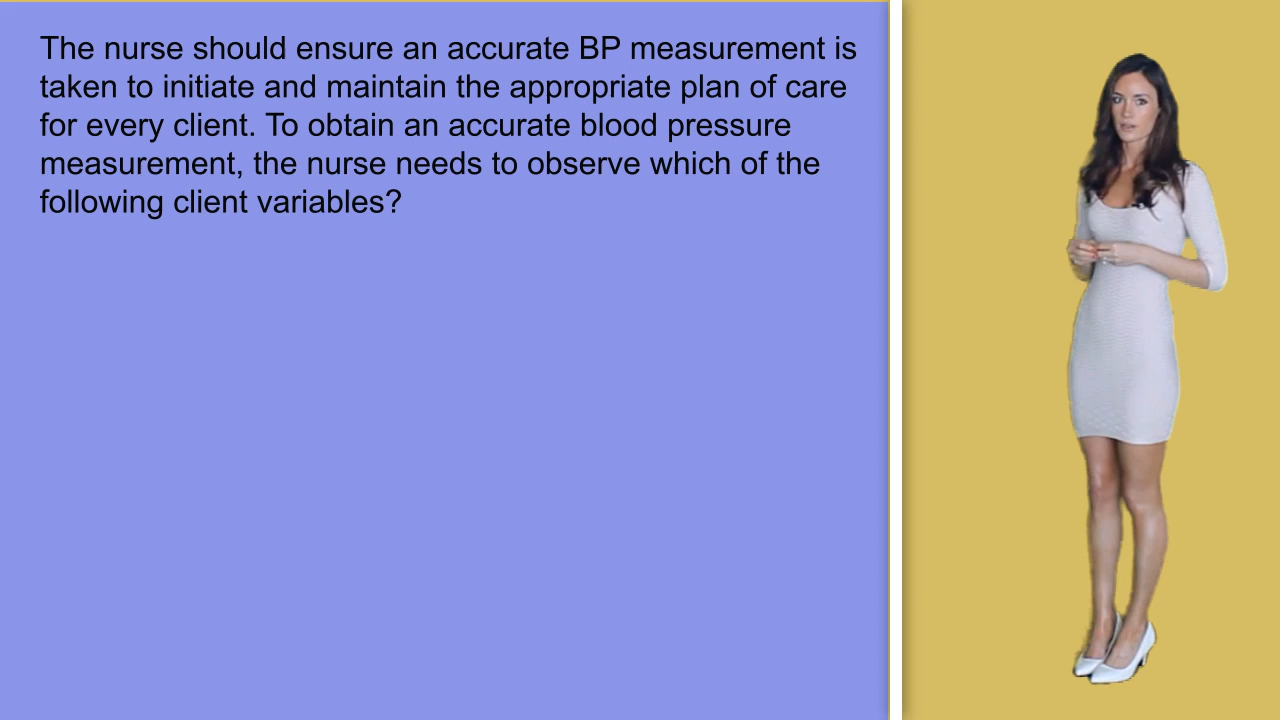 The nurse should ensure an accurate BP measurement is
taken to initiate and maintain the appropriate plan of care
for every client. To obtain an accurate blood pressure
measurement, the nurse needs to observe which of the
following client variables?